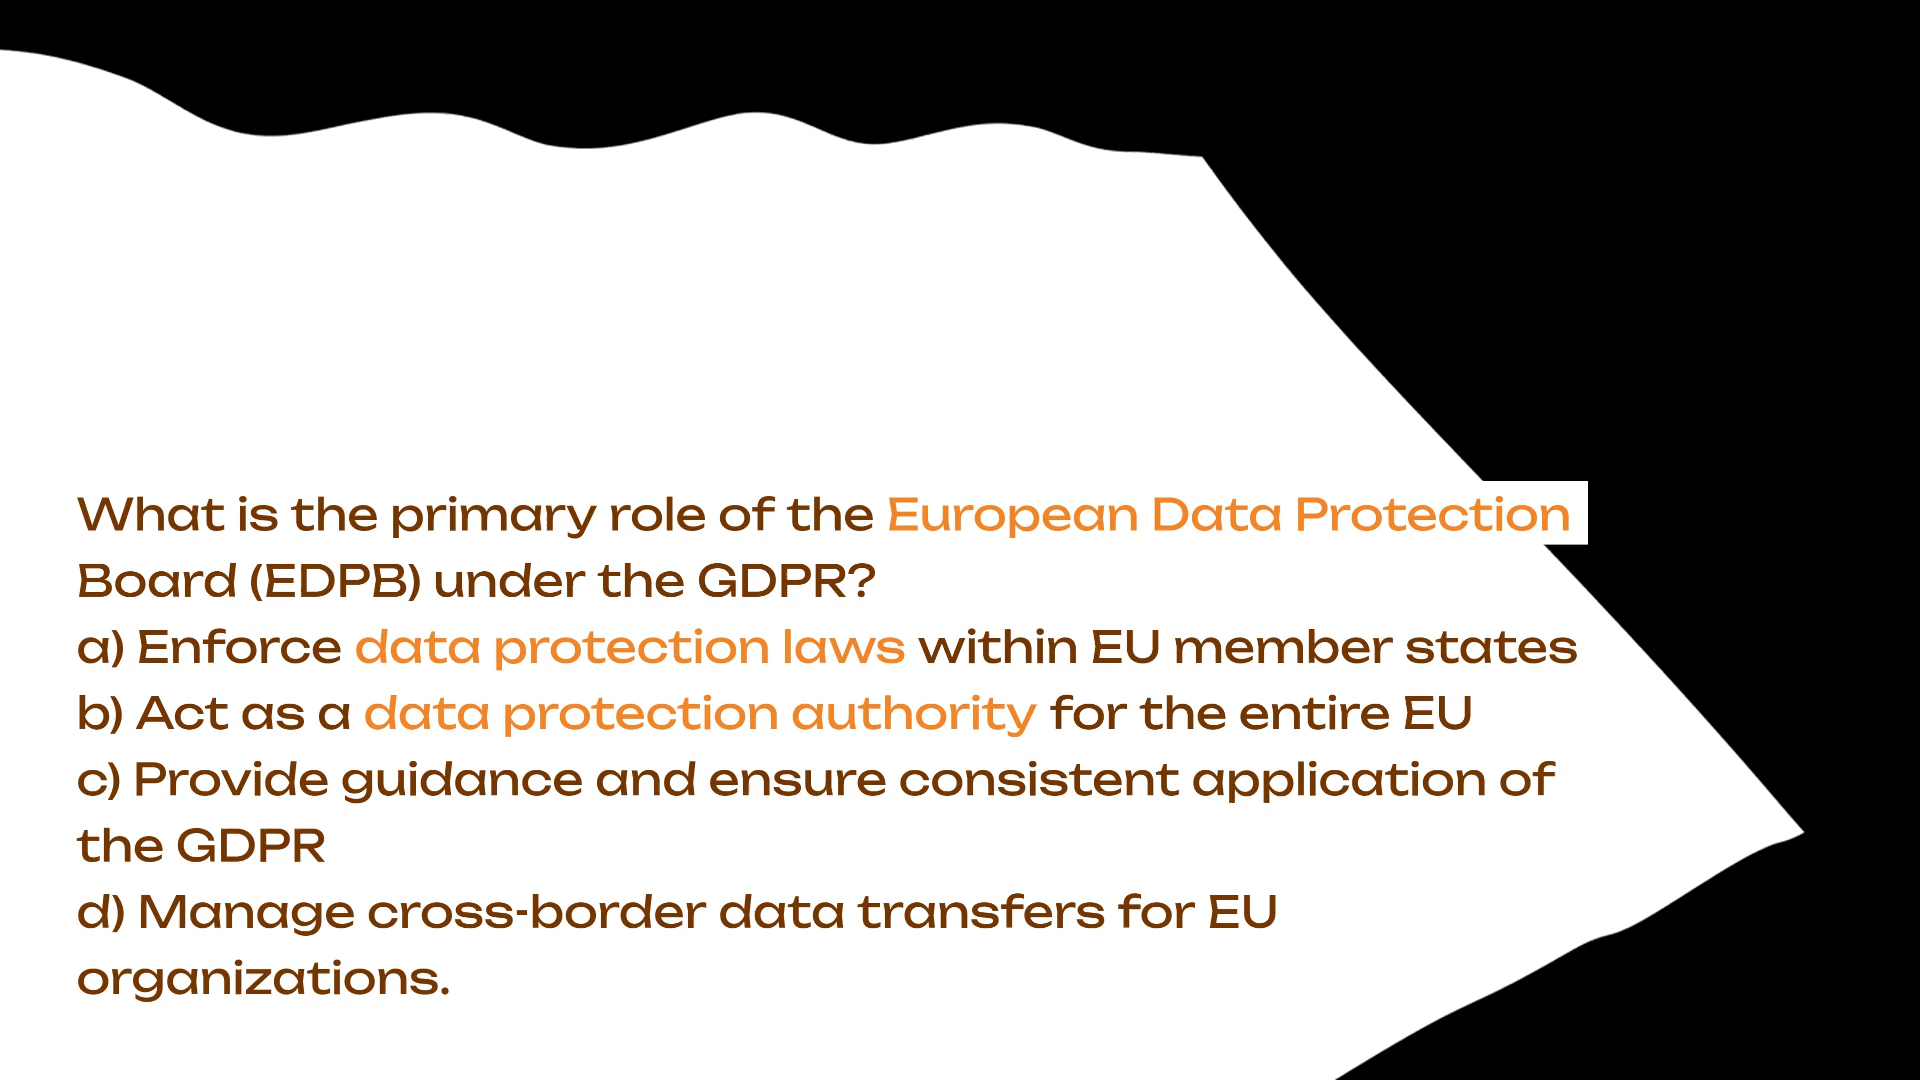 What is the primary role of the European Data Protection
Board (EDPB) under the GDPR?
a) Enforce data protection laws within EU member states
b) Act as a data protection authority for the entire EU
c) Provide guidance and ensure consistent application of
the GDPR
d) Manage cross-border data transfers for EU
organizations.